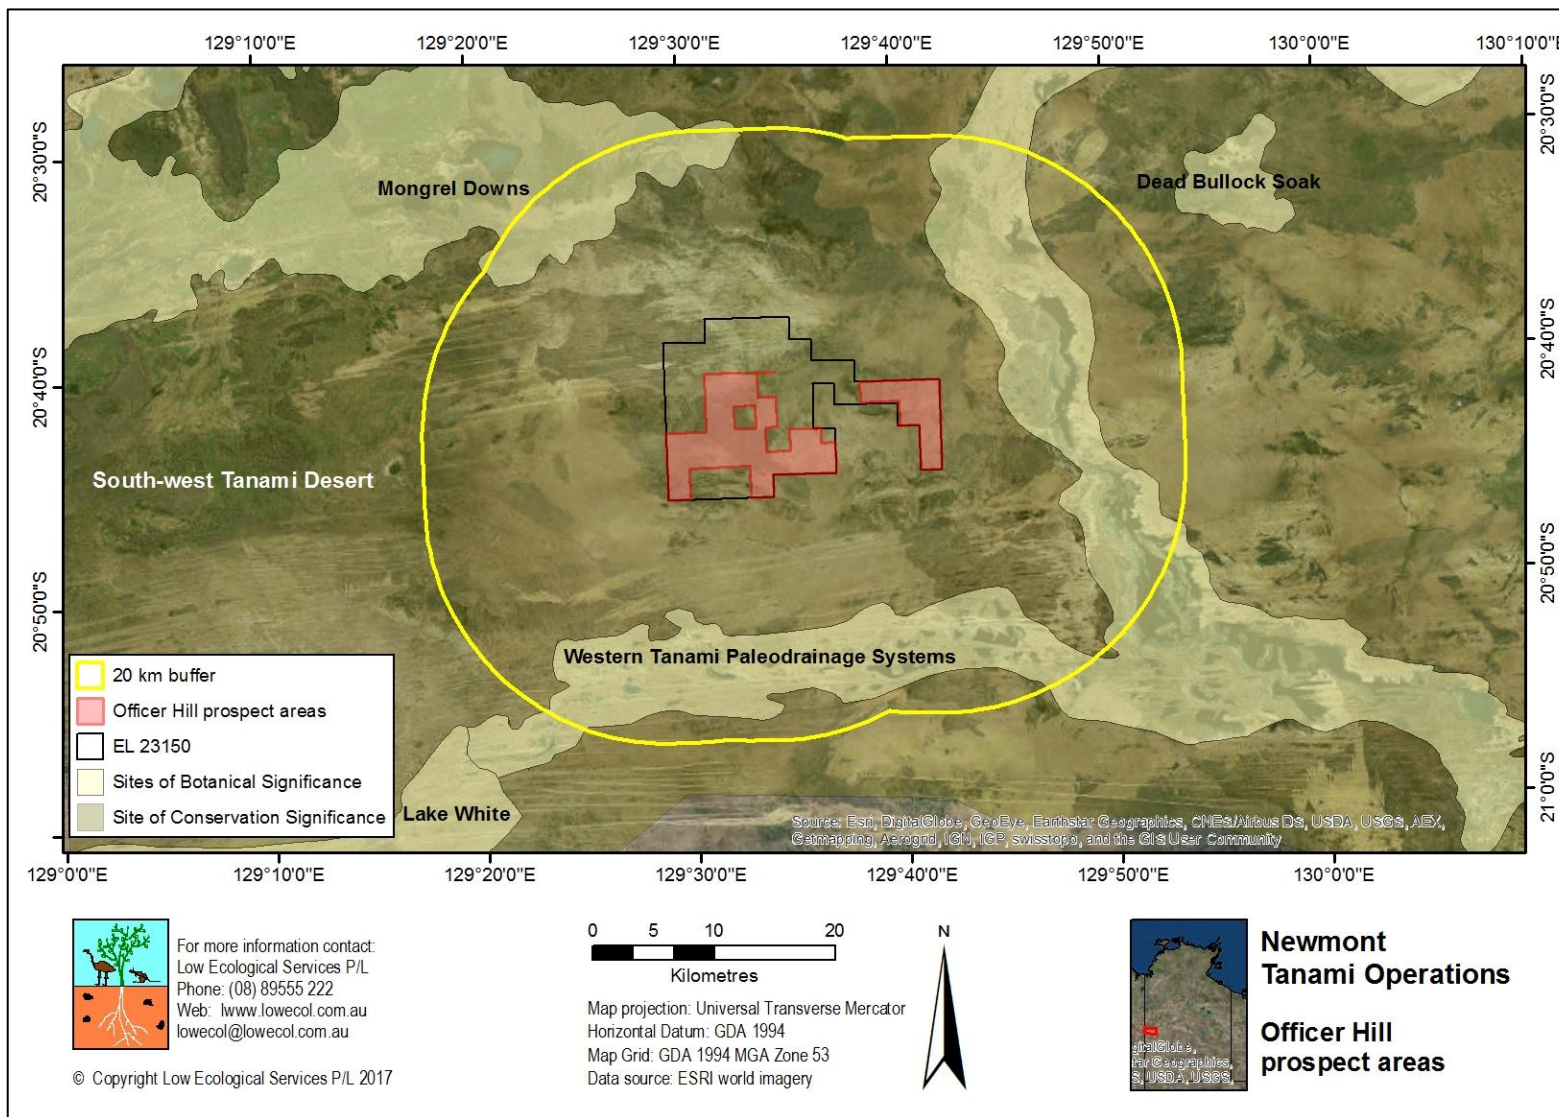 129°10'0"E
129°20'0"E
129°30'0"E
129°40'0"E
129°50'0"E
130°0'0"E
130°10'0"E
20°30'0"S
20°30'0"S
Mongrel Downs
Dead Bullock Soak
20°40'0"S
20°40'0"S
South-west Tanami Desert
20°50'0"S
20°50'0"S
Western Tanami Paleodrainage Systems
20 km buffer
Officer Hill prospect areas
EL 23150
Sites of Botanical Significance
Site of Conservation Significance
Lake White
21°0'0"S
Source: Esri, DigitalGlobe, GeoEye, Earthstar Geographics, CNES/Airbus DS, USDA, USGS, AEX,
Getmapping, Aerogrid, IGN, IGP, swisstopo, and the GIS User Community
129°0'0"E
129°10'0"E
129°20'0"E
129°30'0"E
129°40'0"E
129°50'0"E
130°0'0"E
For more information contact:
Low Ecological Services P/L
Phone: (08) 89555 222
Web: lwww.lowecol.com.au
lowecol@lowecol.com.au
© Copyright Low Ecological Services P/L 2017
0 5 10 20
Kilometres
Map projection: Universal Transverse Mercator
Horizontal Datum: GDA 1994
Map Grid: GDA 1994 MGA Zone 53
Data source: ESRI world imagery
N
gitalGlobe,
tar Geographics,
S, USDA, USGS,
Newmont
Tanami Operations
Officer Hill
prospect areas